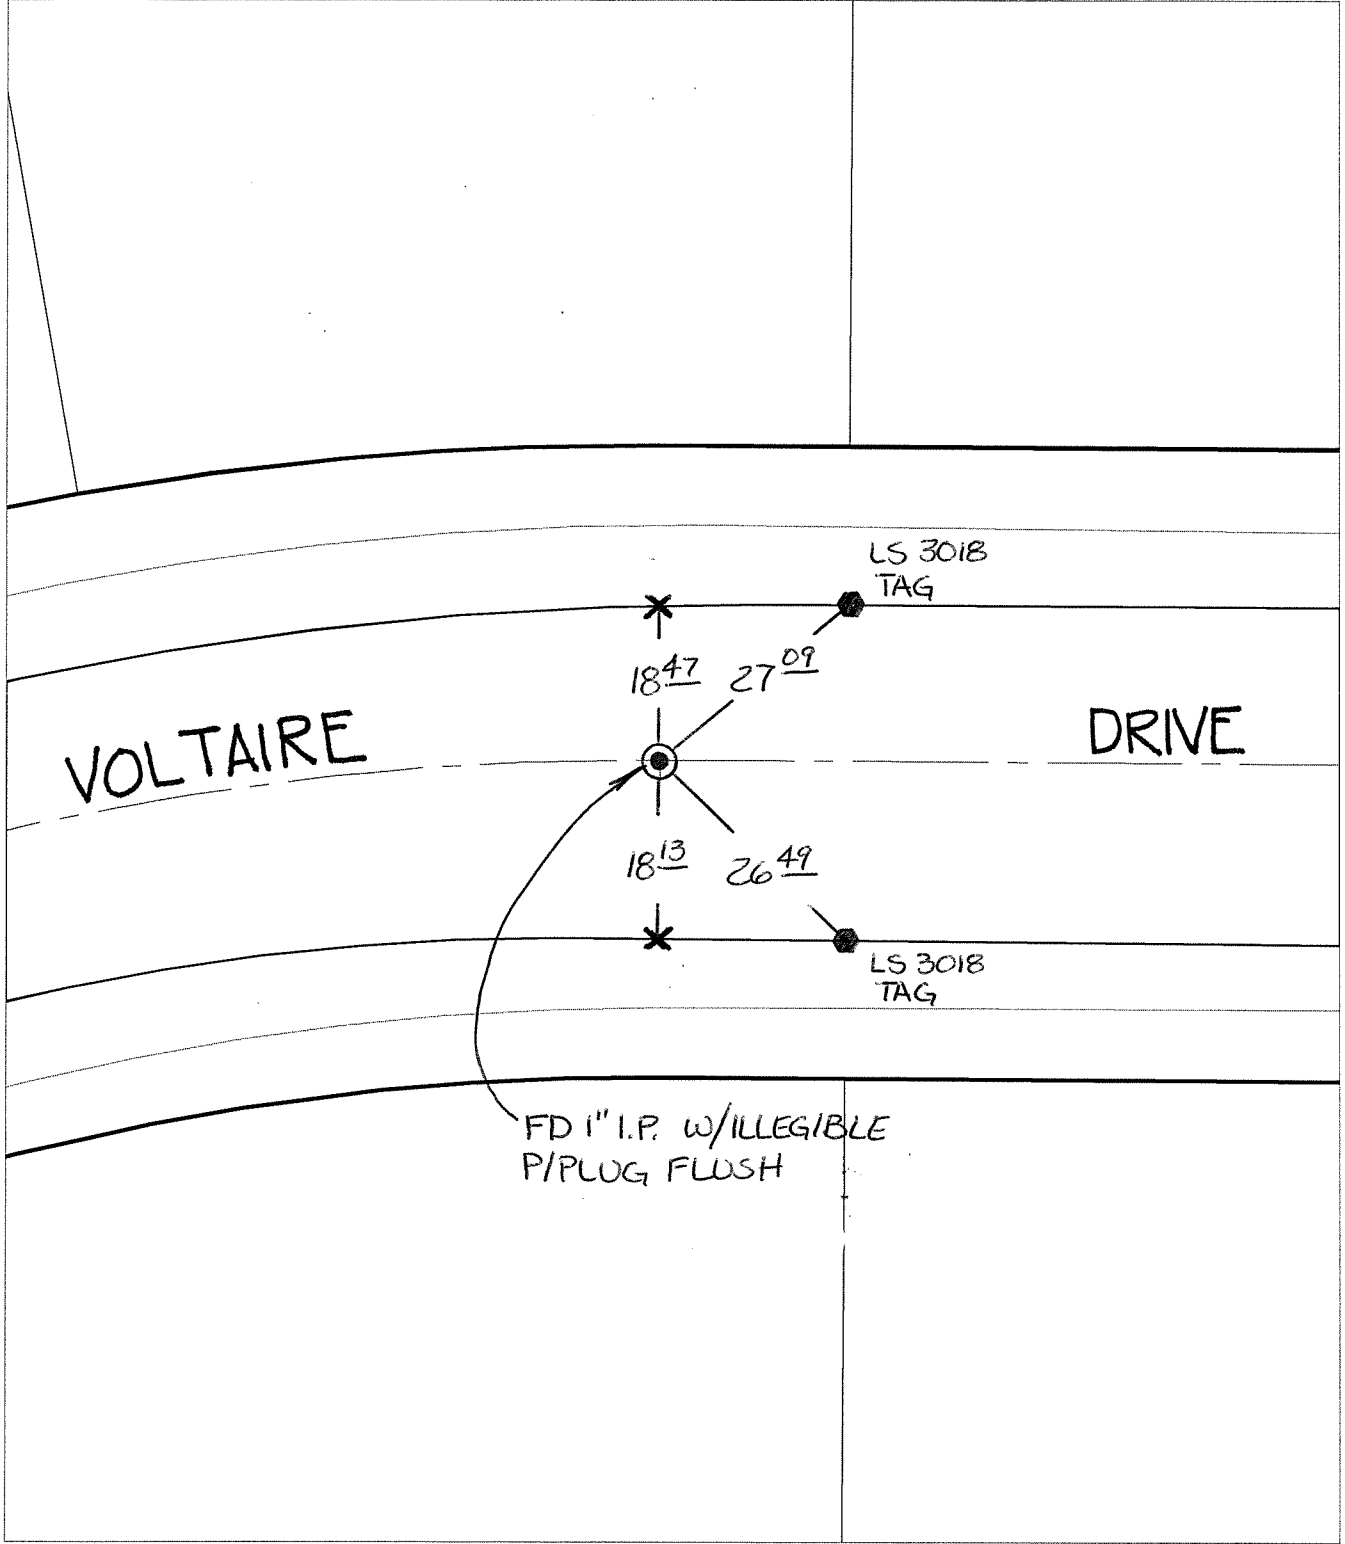 LS 3018
TAG
18 47
27 09
VOLTAIRE
DRIVE
18 13
26 49
LS 3018
TAG
FD 1" I.P. W/ILLEGIBLE
P/PLUG FLUSH